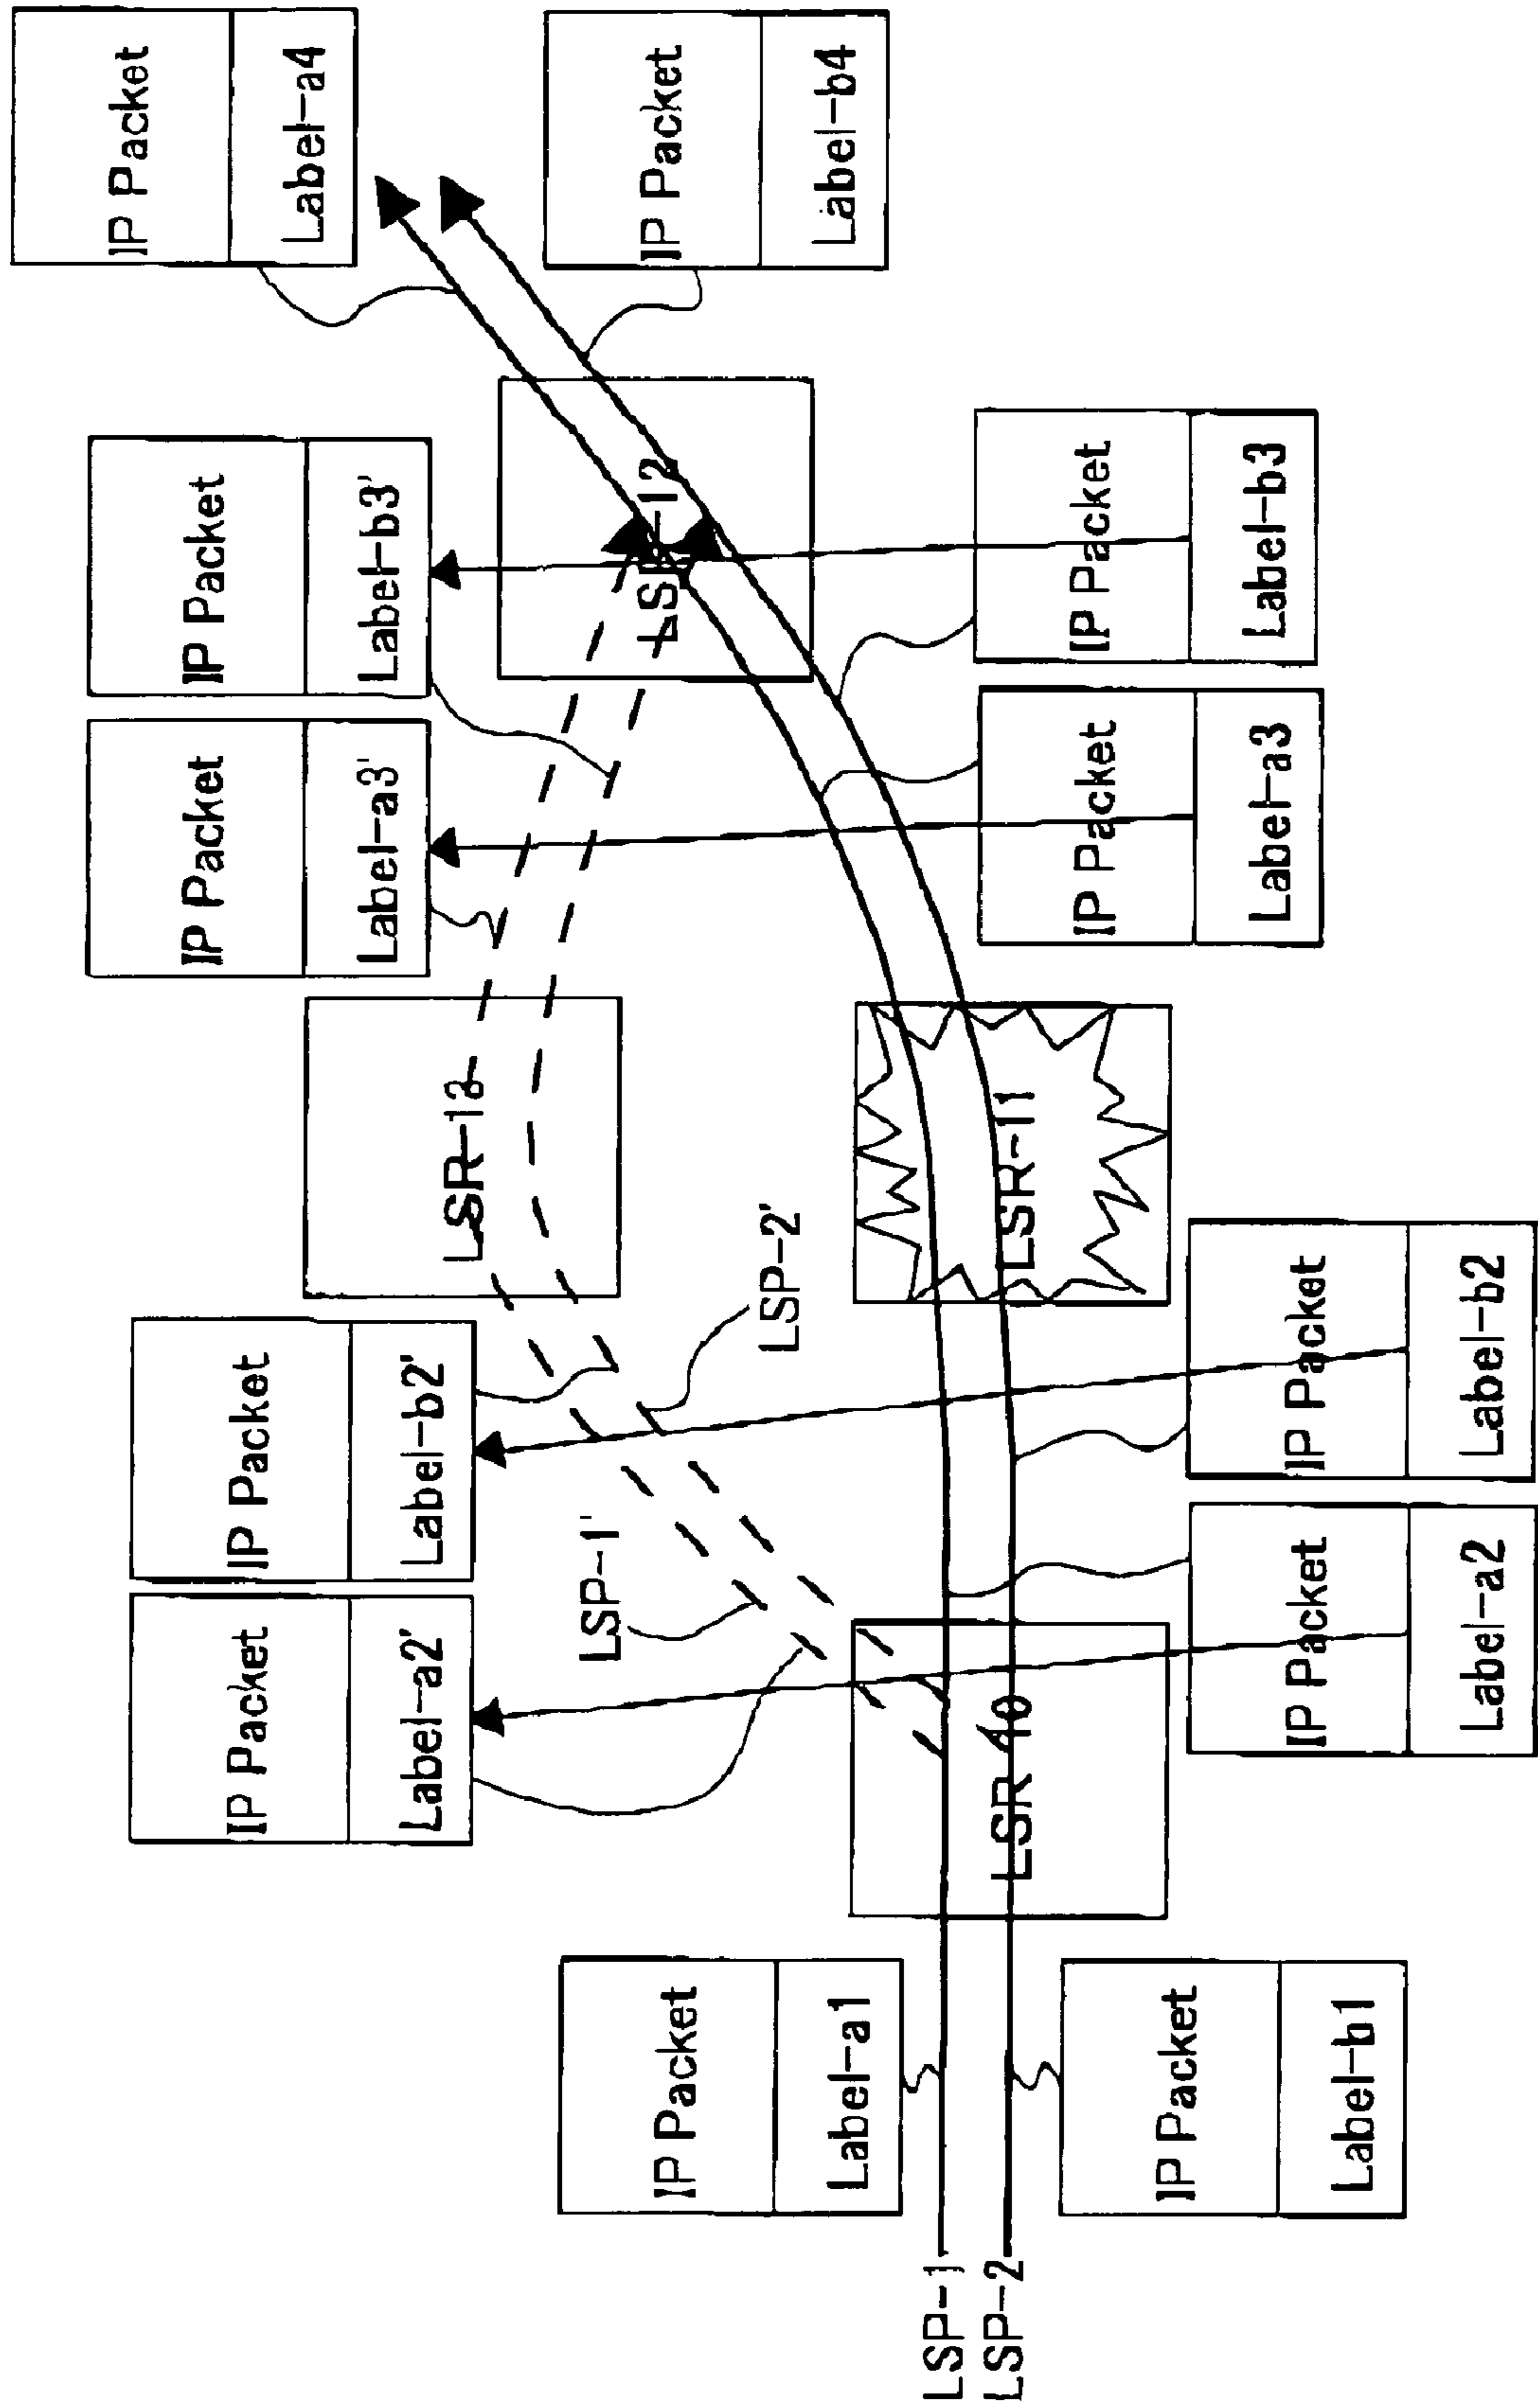 IP Packet
Label-a4
IP Packet
Label-b4
IP Packet
Label-b3'
IP Packet
Label-a3'
LSR-12
IP Packet
Label-b3
IP Packet
Label-a3
LSR-13
LSR-11
IP Packet
Label-b2'
IP Packet
Label-a2'
LSP-2'
LSP-1'
IP Packet
Label-b2
IP Packet
Label-a2
LSR-10
IP Packet
Label-a1
IP Packet
Label-b1
LSP-1
LSP-2